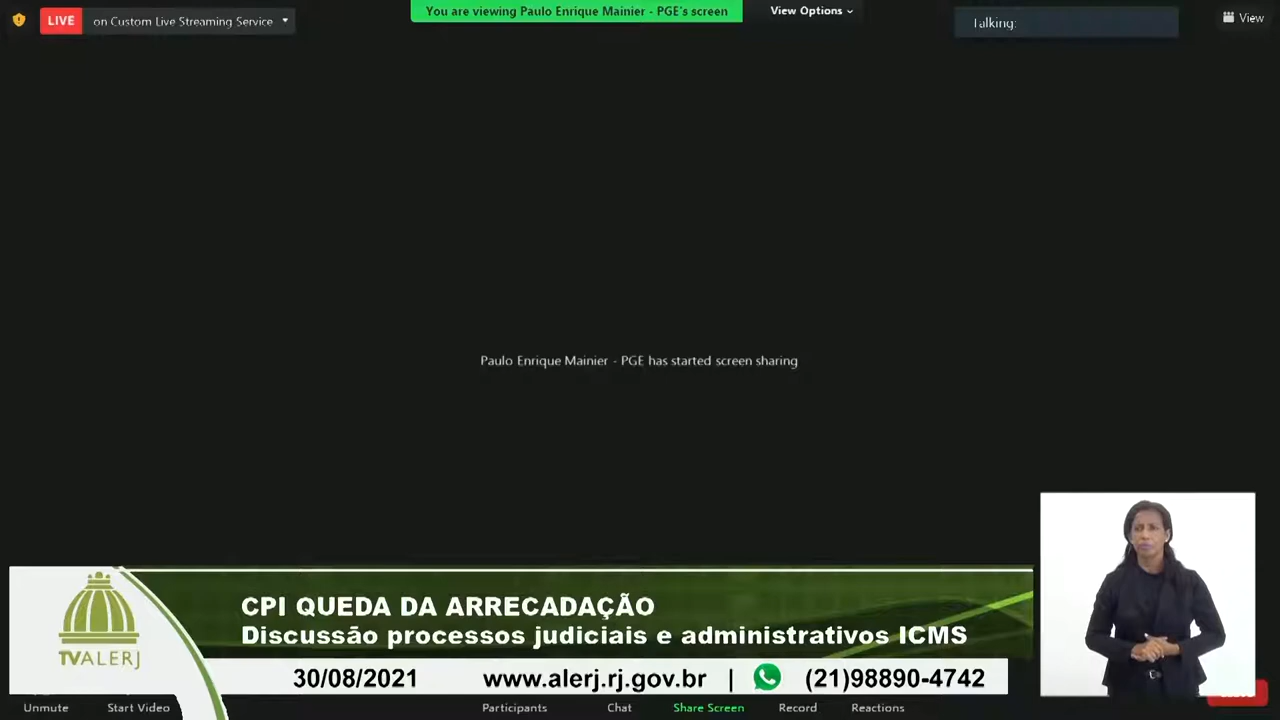 LIVE on Custom Live Streaming Service
You are viewing Paulo Enrique Mainier - PGE's screen
View Options
Talking:
View
Paulo Enrique Mainier - PGE has started screen sharing
CPI QUEDA DA ARRECADAÇÃO
Discussão processos judiciais e administrativos ICMS
TVALERJ
30/08/2021 www.alerj.rj.gov.br | (21)98890-4742
Unmute Start Video Participants Chat Share Screen Record Reactions